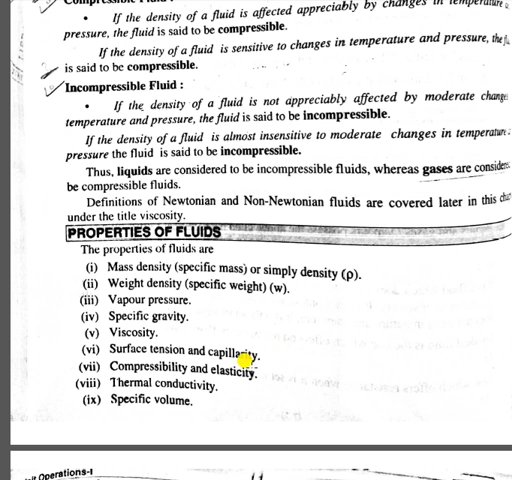 If the density of a fluid is affected appreciably by changes in temperature
pressure, the fluid is said to be compressible.
If the density of a fluid is sensitive to changes in temperature and pressure, the
is said to be compressible.
Incompressible Fluid :
• If the density of a fluid is not appreciably affected by moderate change
temperature and pressure, the fluid is said to be incompressible.
If the density of a fluid is almost insensitive to moderate changes in temperature
pressure the fluid is said to be incompressible.
Thus, liquids are considered to be incompressible fluids, whereas gases are
be compressible fluids.
Definitions of Newtonian and Non-Newtonian fluids are covered later in this
under the title viscosity.
PROPERTIES OF FLUIDS
The properties of fluids are
(i) Mass density (specific mass) or simply density (ρ).
(ii) Weight density (specific weight) (w).
(iii) Vapour pressure.
(iv) Specific gravity.
(v) Viscosity.
(vi) Surface tension and capillarity.
(vii) Compressibility and elasticity.
(viii) Thermal conductivity.
(ix) Specific volume.
Operations-I